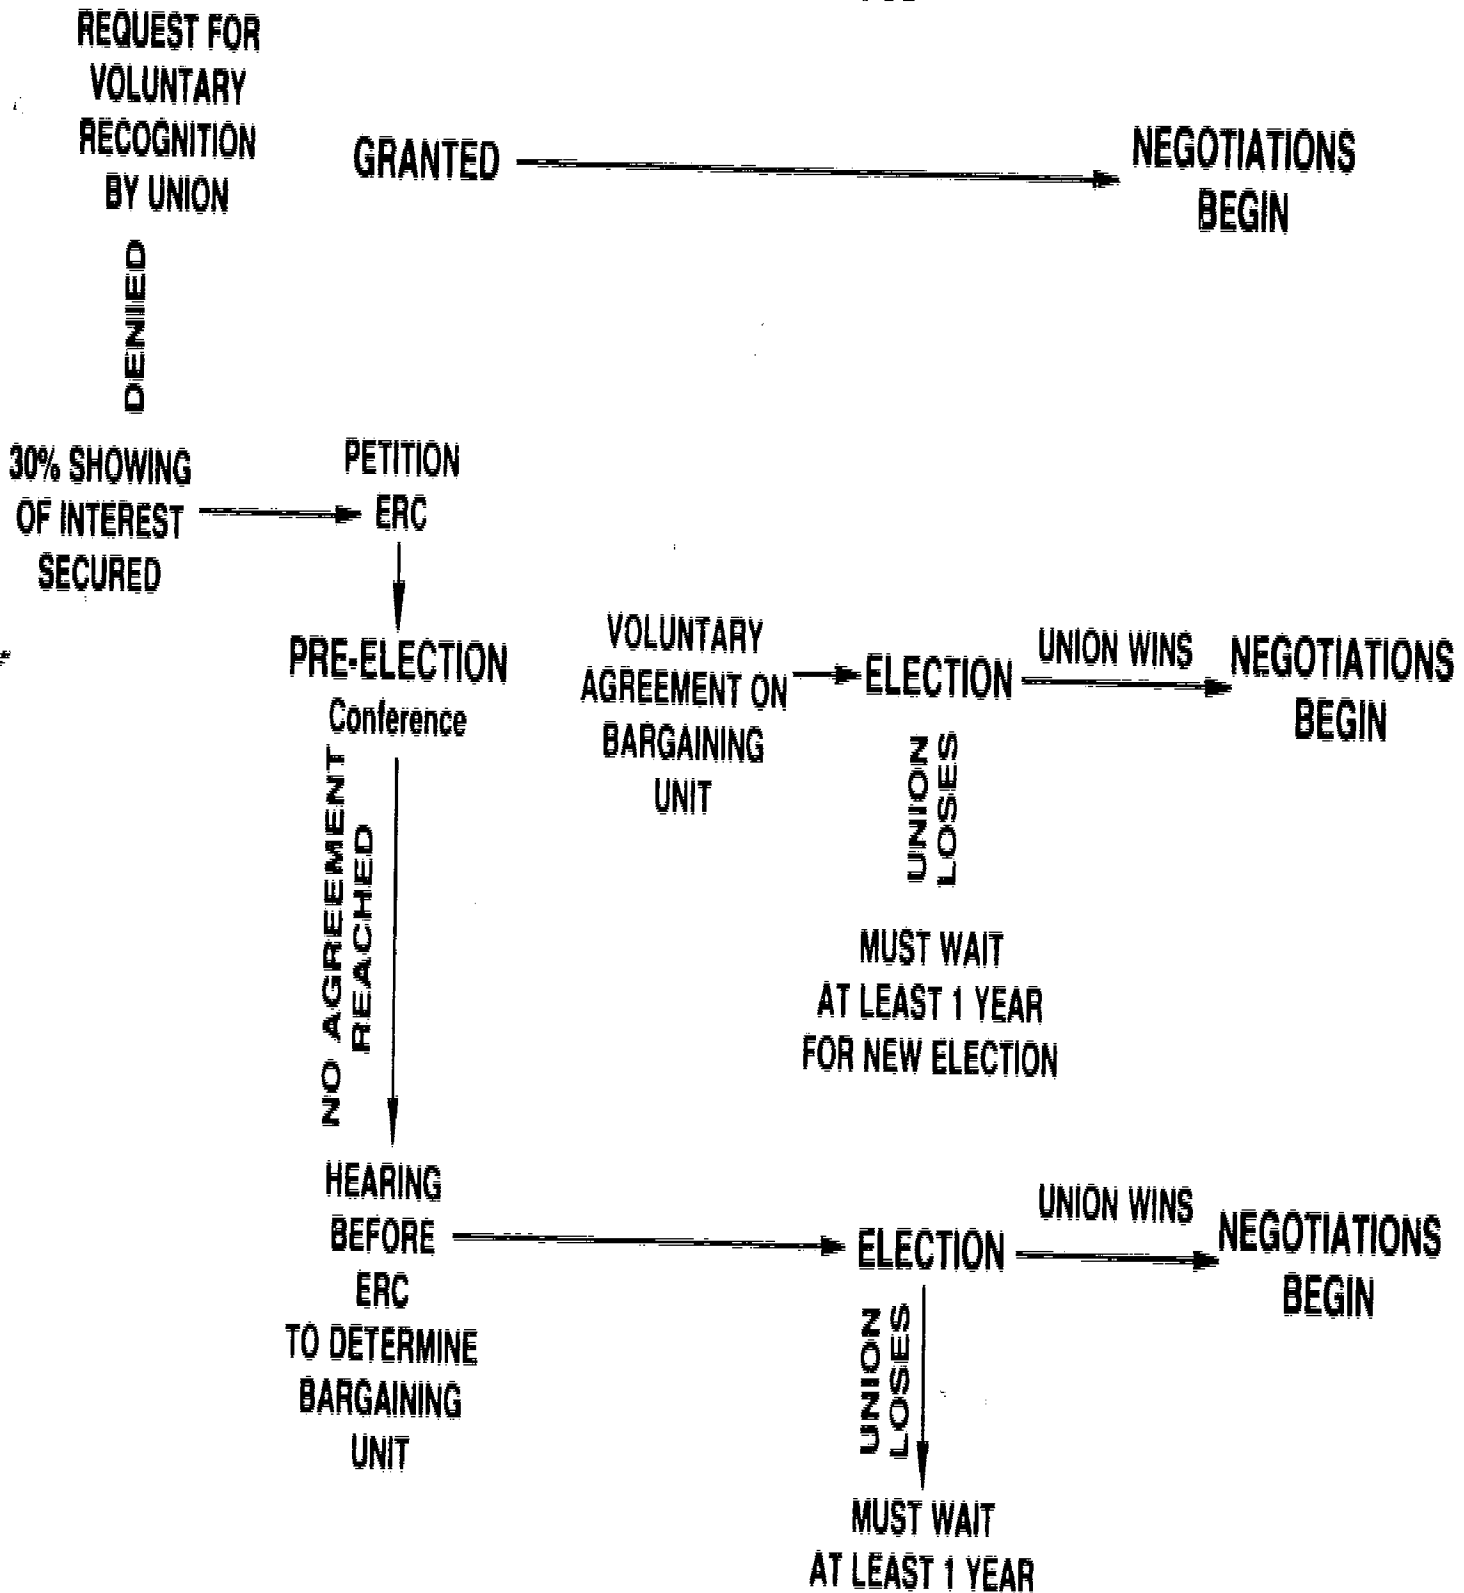 REQUEST FOR
VOLUNTARY
RECOGNITION
BY UNION
GRANTED
NEGOTIATIONS
BEGIN
DENIED
30% SHOWING
OF INTEREST
SECURED
PETITION
ERC
PRE-ELECTION
Conference
VOLUNTARY
AGREEMENT ON
BARGAINING
UNIT
ELECTION
UNION WINS
NEGOTIATIONS
BEGIN
UNION
LOSES
MUST WAIT
AT LEAST 1 YEAR
FOR NEW ELECTION
NO AGREEMENT
REACHED
HEARING
BEFORE
ERC
TO DETERMINE
BARGAINING
UNIT
ELECTION
UNION WINS
NEGOTIATIONS
BEGIN
UNION
LOSES
MUST WAIT
AT LEAST 1 YEAR